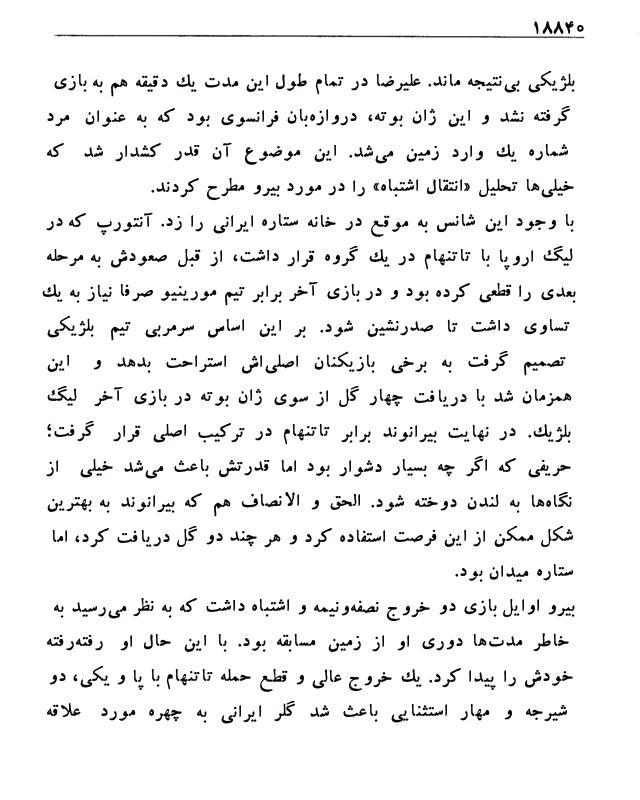 ۱۸۸۴۰
بلژیکی بی‌نتیجه ماند. علیرضا در تمام طول این مدت یك دقیقه هم به بازی
گرفته نشد و این ژان بوته، دروازه‌بان فرانسوی بود که به عنوان مرد
شماره یك وارد زمین می‌شد. این موضوع آن قدر کشدار شد که
خیلی‌ها تحلیل «انتقال اشتباه» را در مورد بیرو مطرح کردند.
با وجود این شانس به موقع در خانه ستاره ایرانی را زد. آنتورپ که در
لیگ اروپا با تاتنهام در یك گروه قرار داشت، از قبل صعودش به مرحله
بعدی را قطعی کرده بود و در بازی آخر برابر تیم مورینیو صرفا نیاز به یك
تساوی داشت تا صدرنشین شود. بر این اساس سرمربی تیم بلژیکی
تصمیم گرفت به برخی بازیکنان اصلی‌اش استراحت بدهد و این
همزمان شد با دریافت چهار گل از سوی ژان بوته در بازی آخر لیگ
بلژیك. در نهایت بیرانوند برابر تاتنهام در ترکیب اصلی قرار گرفت؛
حریفی که اگر چه بسیار دشوار بود اما قدرتش باعث می‌شد خیلی از
نگاه‌ها به لندن دوخته شود. الحق و الانصاف هم که بیرانوند به بهترین
شکل ممکن از این فرصت استفاده کرد و هر چند دو گل دریافت کرد، اما
ستاره میدان بود.
بیرو اوایل بازی دو خروج نصفه‌ونیمه و اشتباه داشت که به نظر می‌رسید به
خاطر مدت‌ها دوری او از زمین مسابقه بود. با این حال او رفته‌رفته
خودش را پیدا کرد. یك خروج عالی و قطع حمله تاتنهام با پا و یکی، دو
شیرجه و مهار استثنایی باعث شد گلر ایرانی به چهره مورد علاقه